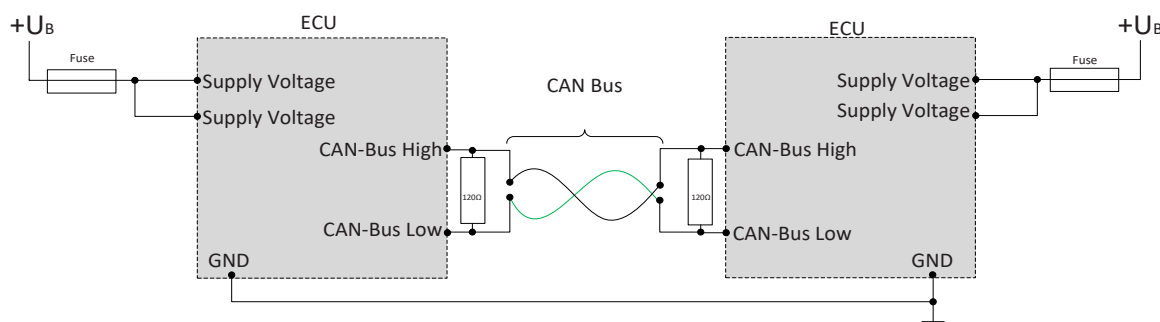 ECU
ECU
+UB
+UB
Fuse
Fuse
Supply Voltage
Supply Voltage
CAN Bus
Supply Voltage
Supply Voltage
CAN-Bus High
CAN-Bus High
120Ω
120Ω
CAN-Bus Low
CAN-Bus Low
GND
GND